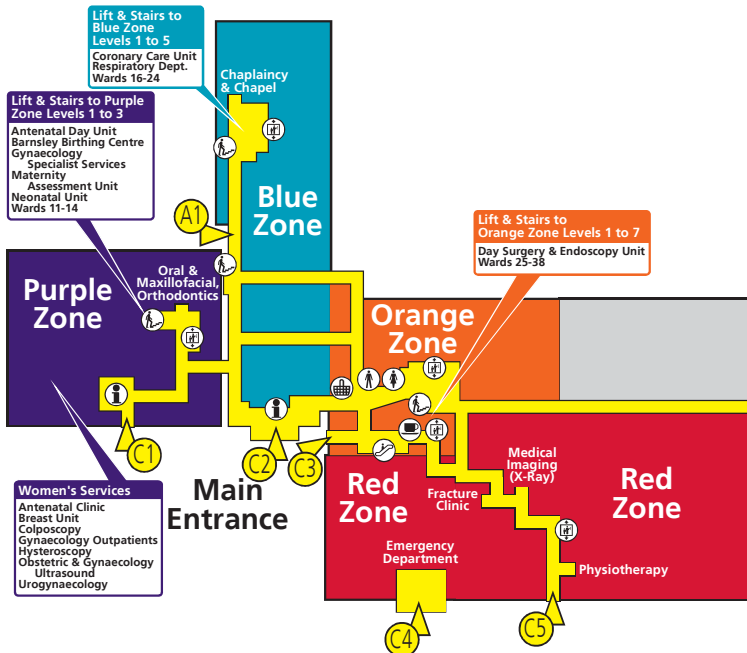 Lift & Stairs to
Blue Zone
Levels 1 to 5
Coronary Care Unit
Respiratory Dept.
Wards 16-24
Chaplaincy
& Chapel
Lift & Stairs to Purple
Zone Levels 1 to 3
Antenatal Day Unit
Barnsley Birthing Centre
Gynaecology
Specialist Services
Maternity
Assessment Unit
Neonatal Unit
Wards 11-14
A1
Blue
Zone
Lift & Stairs to
Orange Zone Levels 1 to 7
Day Surgery & Endoscopy Unit
Wards 25-38
Purple
Zone
Oral &
Maxillofacial,
Orthodontics
Orange
Zone
C1
C2
C3
Main
Entrance
Women's Services
Antenatal Clinic
Breast Unit
Colposcopy
Gynaecology Outpatients
Hysteroscopy
Obstetric & Gynaecology
Ultrasound
Urogynaecology
Red
Zone
Fracture
Clinic
Medical
Imaging
(X-Ray)
Red
Zone
Emergency
Department
Physiotherapy
C4
C5